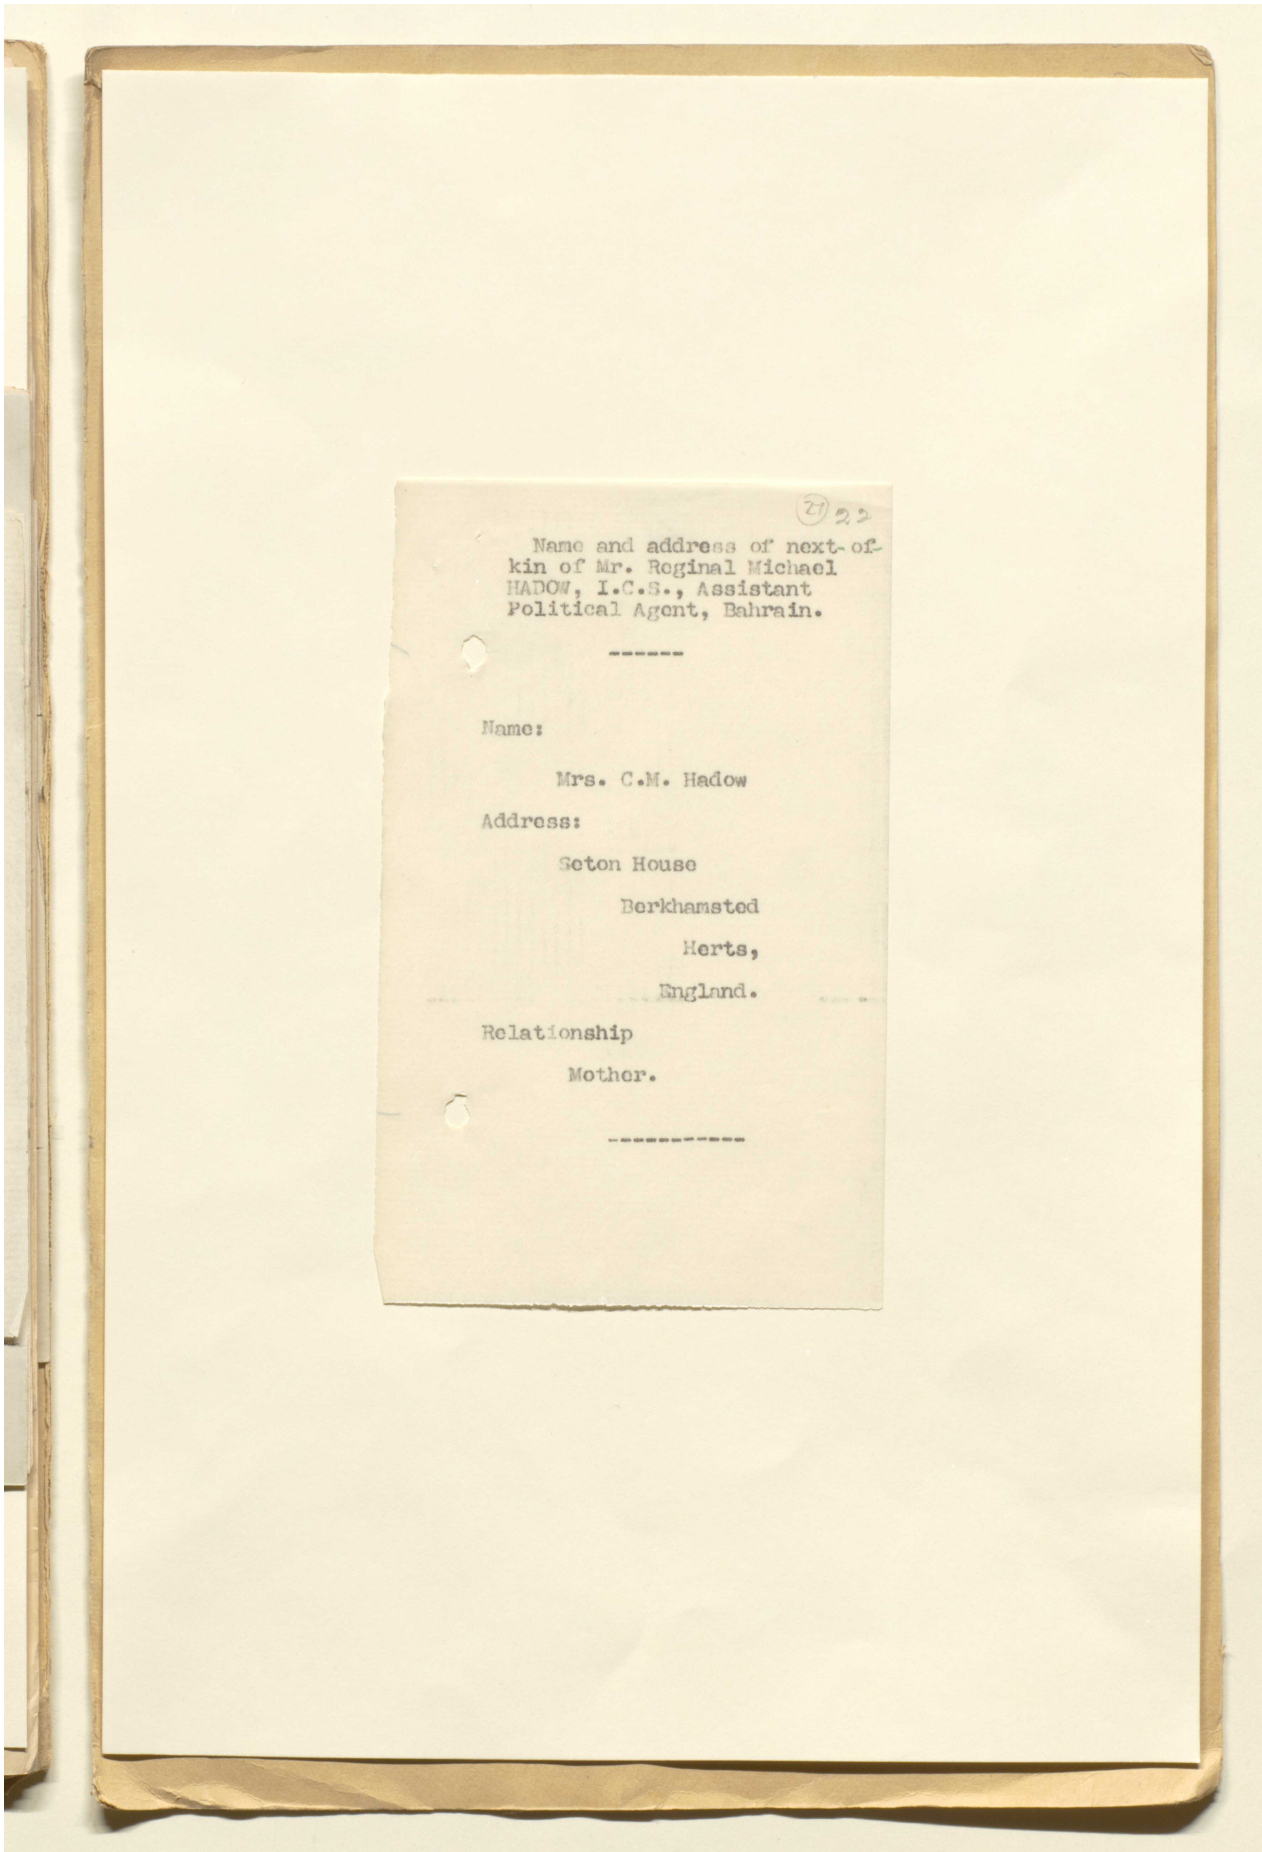 21 22
Name and address of next-of-
kin of Mr. Reginal Michael
HADOW, I.C.S., Assistant
Political Agent, Bahrain.
------
Name:
Mrs. C.M. Hadow
Address:
Seton House
Berkhamsted
Herts,
England.
Relationship
Mother.
-----------